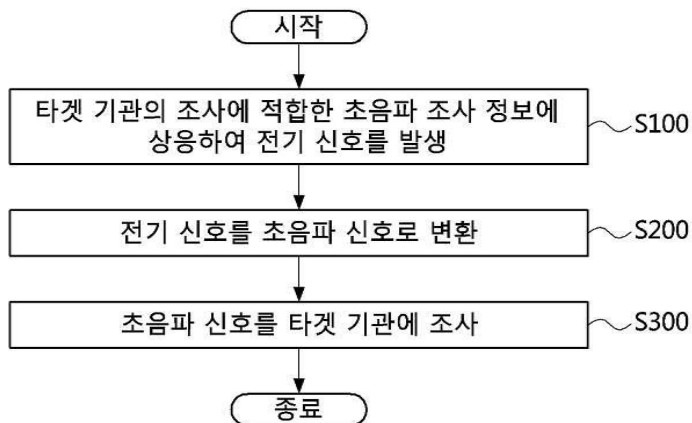 시작
타겟 기관의 조사에 적합한 초음파 조사 정보에
상응하여 전기 신호를 발생
S100
전기 신호를 초음파 신호로 변환
S200
초음파 신호를 타겟 기관에 조사
S300
종료